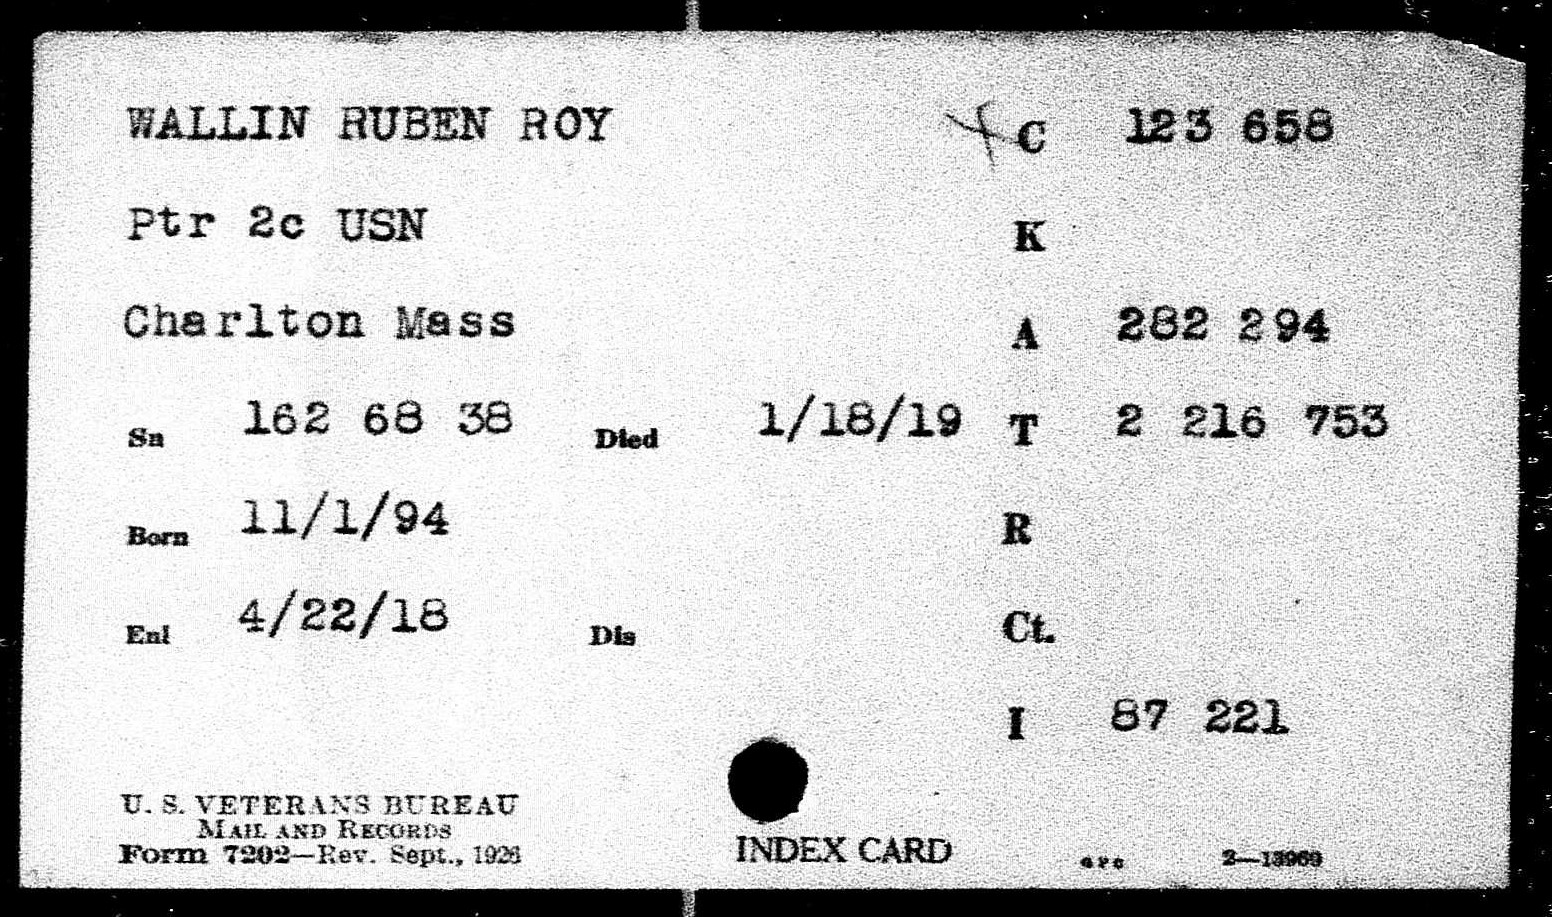 WALLIN RUBEN ROY
C 123 658
Ptr 2c USN
K
Charlton Mass
A 282 294
Sn 162 68 38 Died 1/18/19
T 2 216 753
Born 11/1/94
R
Enl 4/22/18 Dis
Ct.
I 87 221
U. S. VETERANS BUREAU
MAIL AND RECORDS
Form 7202—Rev. Sept., 1926
INDEX CARD
GPO 2—13969